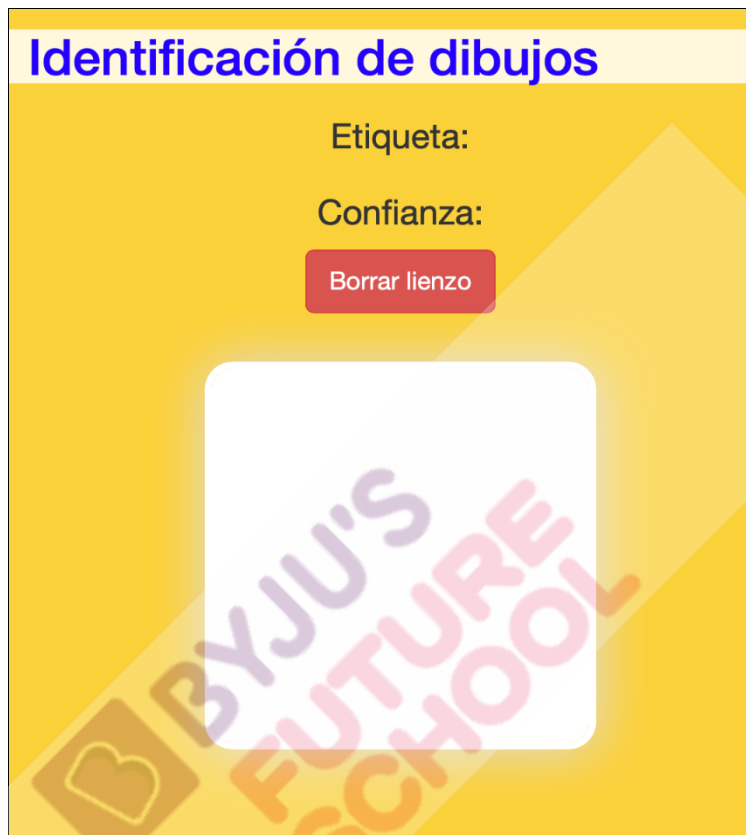 Identificación de dibujos
Etiqueta:
Confianza:
Borrar lienzo
BYJU'S
FUTURE
SCHOOL